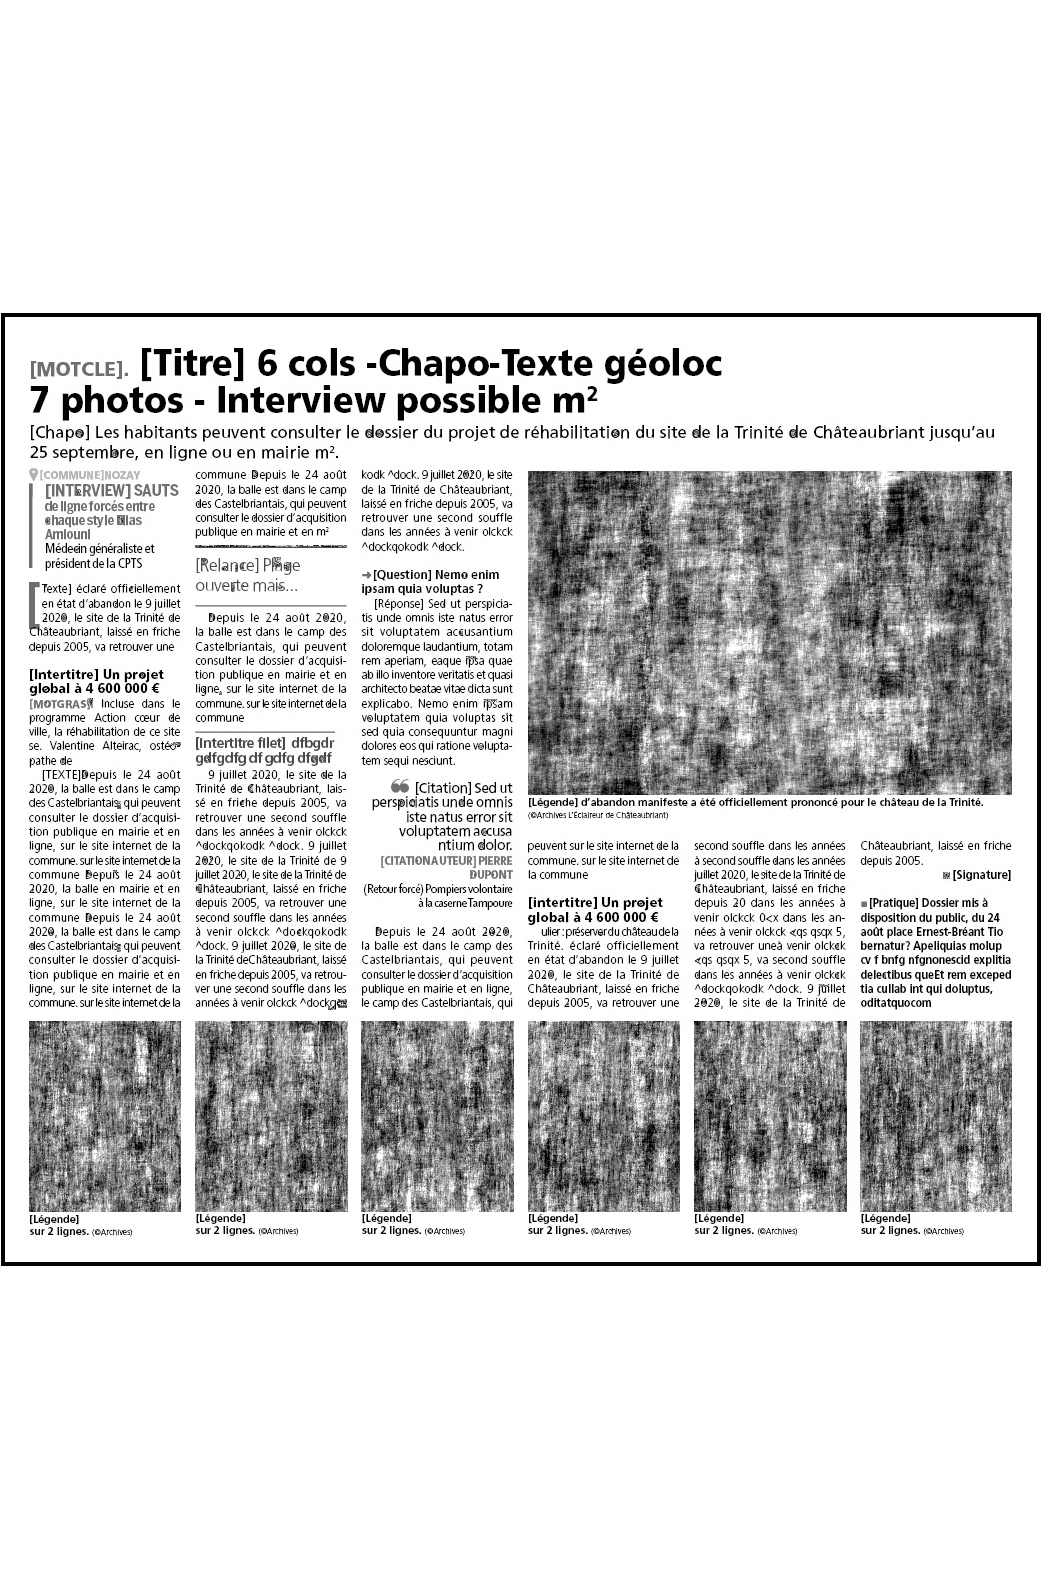 [MOTCLE]. [Titre] 6 cols -Chapo-Texte géoloc
7 photos - Interview possible m²
[Chapo] Les habitants peuvent consulter le dossier du projet de réhabilitation du site de la Trinité de Châteaubriant jusqu’au
25 septembre, en ligne ou en mairie m².
[COMMUNE]NOZAY
[INTERVIEW] SAUTS
de ligne forcés entre
chaque style Lilas
Amlouni
Médecin généraliste et
président de la CPTS
[Texte] éclaré officiellement
en état d’abandon le 9 juillet
2020, le site de la Trinité de
Châteaubriant, laissé en friche
depuis 2005, va retrouver une
[Intertitre] Un projet
global à 4 600 000 €
[MOTGRAS] Incluse dans le
programme Action cœur de
ville, la réhabilitation de ce site
se. Valentine Alteirac, ostéo-
pathe de
[TEXTE]Depuis le 24 août
2020, la balle est dans le camp
des Castelbriantais, qui peuvent
consulter le dossier d’acquisi-
tion publique en mairie et en
ligne, sur le site internet de la
commune. sur le site internet de la
commune Depuis le 24 août
2020, la balle en mairie et en
ligne, sur le site internet de la
commune Depuis le 24 août
2020, la balle est dans le camp
des Castelbriantais, qui peuvent
consulter le dossier d’acquisi-
tion publique en mairie et en
ligne, sur le site internet de la
commune. sur le site internet de la
commune Depuis le 24 août
2020, la balle est dans le camp
des Castelbriantais, qui peuvent
consulter le dossier d’acquisition
publique en mairie et en m²
[Relance] Piège
ouverte mais...
Depuis le 24 août 2020,
la balle est dans le camp des
Castelbriantais, qui peuvent
consulter le dossier d’acquisi-
tion publique en mairie et en
ligne, sur le site internet de la
commune. sur le site internet de la
commune
[Intertitre filet] dfbgdr
gdfgdfg df gdfg dfgdf
9 juillet 2020, le site de la
Trinité de Châteaubriant, lais-
sé en friche depuis 2005, va
retrouver une second souffle
dans les années à venir olckck
^dockqokodk ^dock. 9 juillet
2020, le site de la Trinité de 9
juillet 2020, le site de la Trinité de
Châteaubriant, laissé en friche
depuis 2005, va retrouver une
second souffle dans les années
à venir olckck ^dockqokodk
^dock. 9 juillet 2020, le site de
la Trinité deChâteaubriant, laissé
en friche depuis 2005, va retrou-
ver une second souffle dans les
années à venir olckck ^dockqo
kodk ^dock. 9 juillet 2020, le site
de la Trinité de Châteaubriant,
laissé en friche depuis 2005, va
retrouver une second souffle
dans les années à venir olckck
^dockqokodk ^dock.
➔[Question] Nemo enim
ipsam quia voluptas ?
[Réponse] Sed ut perspicia-
tis unde omnis iste natus error
sit voluptatem accusantium
doloremque laudantium, totam
rem aperiam, eaque ipsa quae
ab illo inventore veritatis et quasi
architecto beatae vitae dicta sunt
explicabo. Nemo enim ipsam
voluptatem quia voluptas sit
sed quia consequuntur magni
dolores eos qui ratione volupta-
tem sequi nesciunt.
❝ [Citation] Sed ut
perspiciatis unde omnis
iste natus error sit
voluptatem accusa
ntium dolor.
[CITATION AUTEUR] PIERRE
DUPONT
(Retour forcé) Pompiers volontaire
à la caserne Tampoure
Depuis le 24 août 2020,
la balle est dans le camp des
Castelbriantais, qui peuvent
consulter le dossier d’acquisition
publique en mairie et en ligne,
le camp des Castelbriantais, qui
[Légende] d’abandon manifeste a été officiellement prononcé pour le château de la Trinité.
(©Archives L’Éclaireur de Châteaubriant)
peuvent sur le site internet de la
commune. sur le site internet de
la commune
[intertitre] Un projet
global à 4 600 000 €
ulier : préserver du château de la
Trinité. éclaré officiellement
en état d’abandon le 9 juillet
2020, le site de la Trinité de
Châteaubriant, laissé en friche
depuis 2005, va retrouver une
second souffle dans les années
à second souffle dans les années
juillet 2020, le site de la Trinité de
Châteaubriant, laissé en friche
depuis 20 dans les années à
venir olckck 0<x dans les an-
nées à venir olckck <qs qsqx 5,
va retrouver uneà venir olckck
<qs qsqx 5, va seconde souffle
dans les années à venir olckck
^dockqokodk ^dock. 9 juillet
2020, le site de la Trinité de
Châteaubriant, laissé en friche
depuis 2005.
■ [Signature]
■ [Pratique] Dossier mis à
disposition du public, du 24
août place Ernest-Bréant Tio
bernatur? Apeliquias molup
cv f bnfg nfgnonescid explitia
delectibus queEt rem exceped
tia cullab int qui doluptus,
oditatquocom
[Légende]
sur 2 lignes. (©Archives)
[Légende]
sur 2 lignes. (©Archives)
[Légende]
sur 2 lignes. (©Archives)
[Légende]
sur 2 lignes. (©Archives)
[Légende]
sur 2 lignes. (©Archives)
[Légende]
sur 2 lignes. (©Archives)